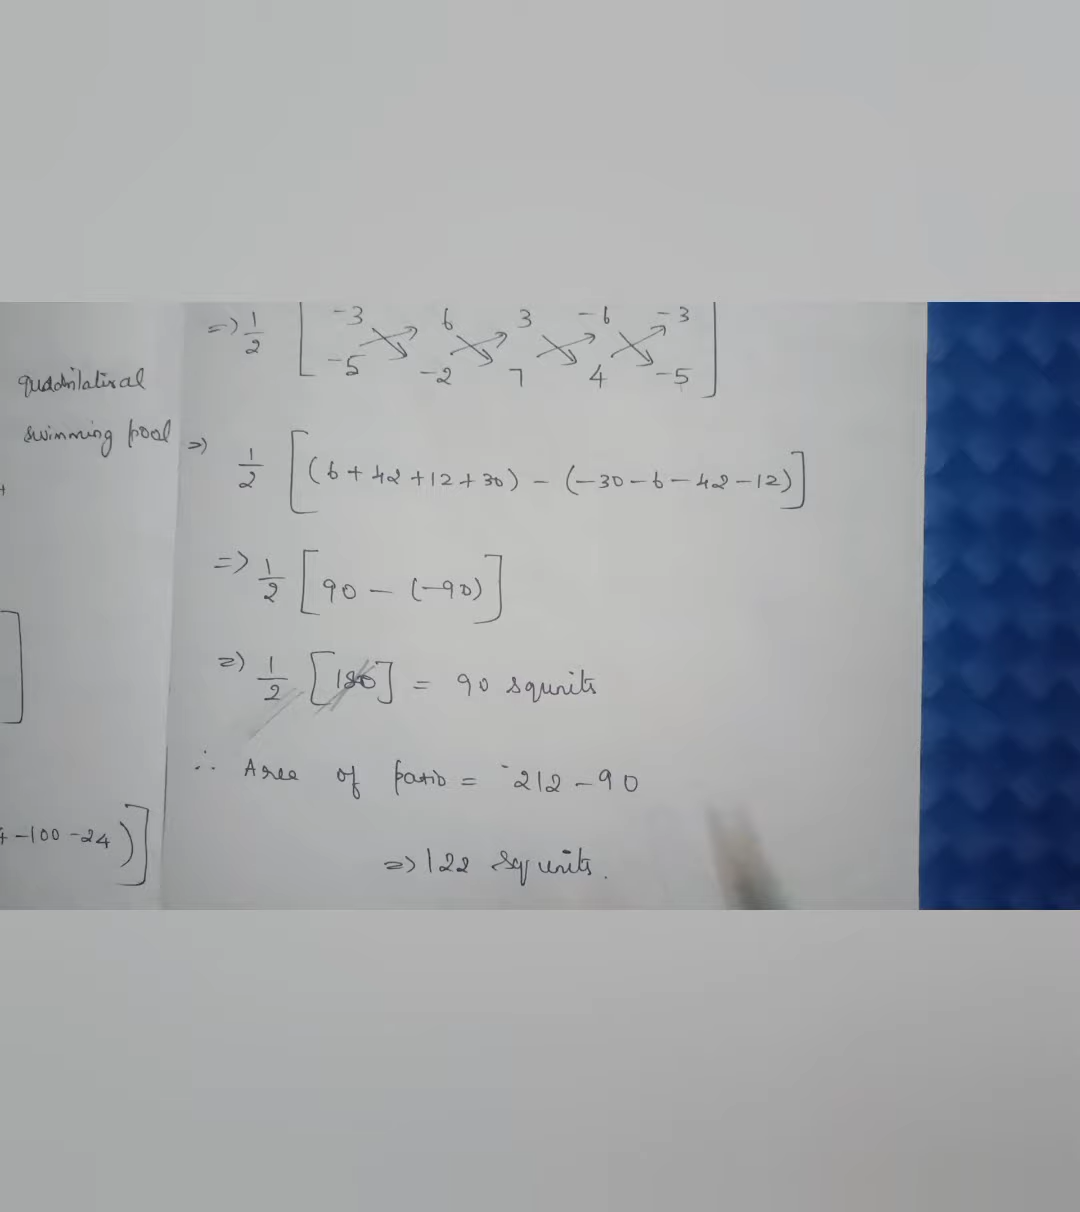 => 1/2 [ -3 6 3 -6 -3
-5 -2 7 4 -5 ]
quadrilateral
swimming pool
=> 1/2 [(6+42+12+30) - (-30-6-42-12)]
=> 1/2 [90 - (-90)]
=> 1/2 [180] = 90 squnits
∴ Area of patio = 212-90
-100-24)]
=> 122 sq units.